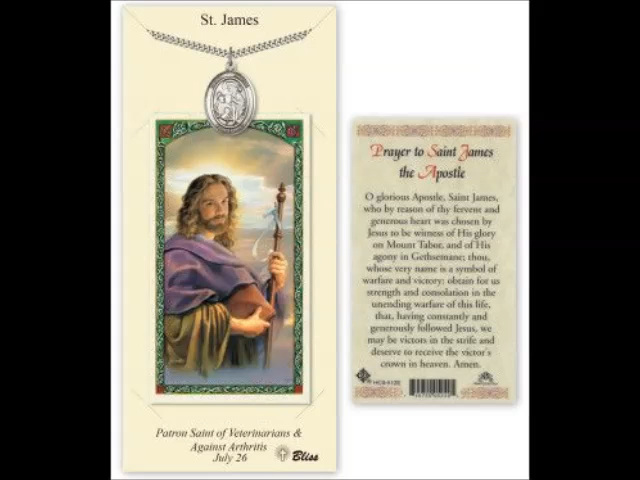 St. James
Patron Saint of Veterinarians &
Against Arthritis
July 26
Bliss
Prayer to Saint James
the Apostle
O glorious Apostle, Saint James,
who by reason of thy fervent and
generous heart was chosen by
Jesus to be witness of His glory
on Mount Tabor, and of His
agony in Gethsemane; thou,
whose very name is a symbol of
warfare and victory: obtain for us
strength and consolation in the
unending warfare of this life,
that, having constantly and
generously followed Jesus, we
may be victors in the strife and
deserve to receive the victor's
crown in heaven. Amen.